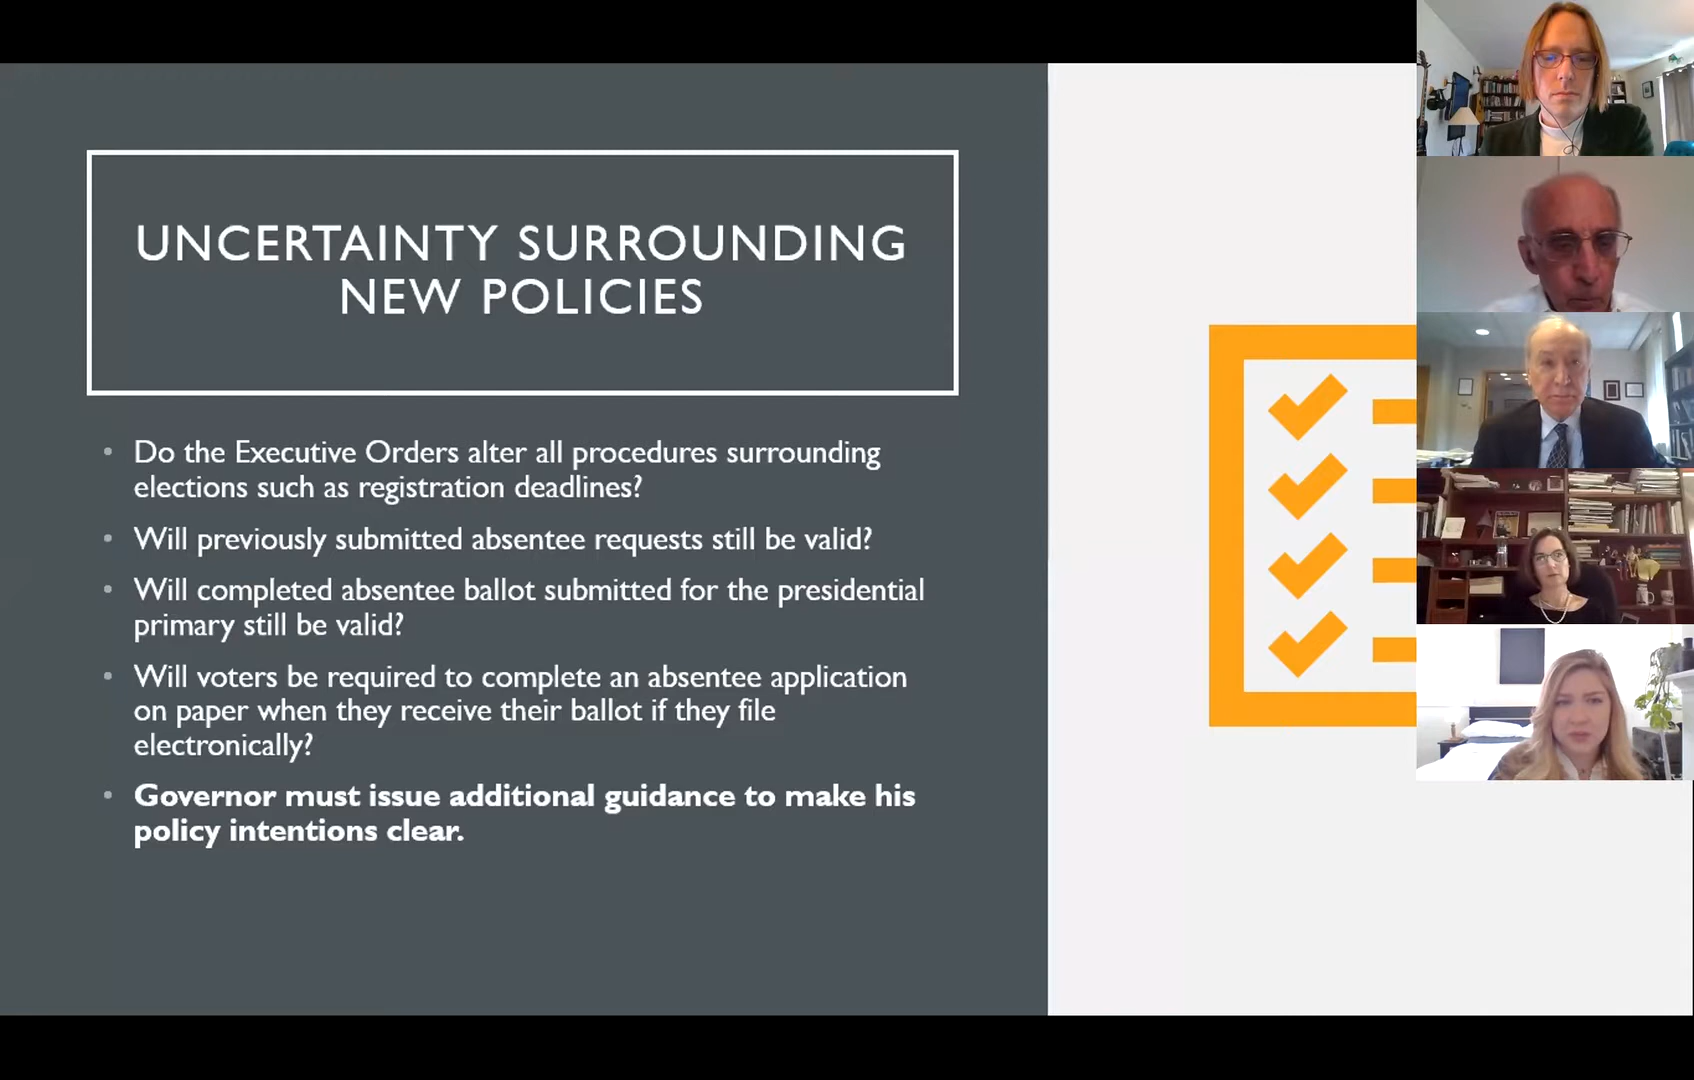 UNCERTAINTY SURROUNDING
NEW POLICIES
• Do the Executive Orders alter all procedures surrounding
elections such as registration deadlines?
• Will previously submitted absentee requests still be valid?
• Will completed absentee ballot submitted for the presidential
primary still be valid?
• Will voters be required to complete an absentee application
on paper when they receive their ballot if they file
electronically?
• Governor must issue additional guidance to make his
policy intentions clear.